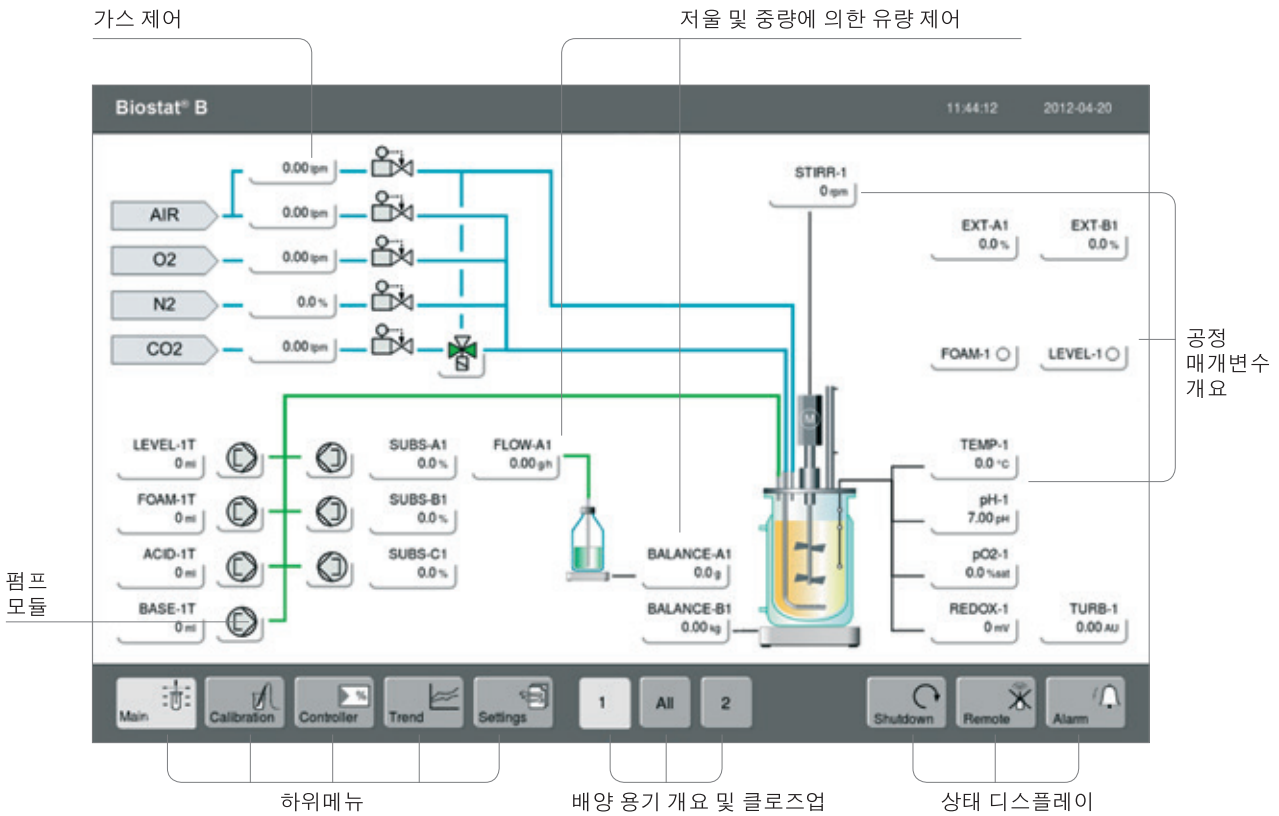 가스 제어
저울 및 중량에 의한 유량 제어
Biostat® B
11:44:12
2012-04-20
0.00 lpm
STIRR-1
0 rpm
AIR
0.00 lpm
EXT-A1
0.0 %
EXT-B1
0.0 %
O2
0.00 lpm
N2
0.0 %
CO2
0.00 lpm
FOAM-1
LEVEL-1
공정
매개변수
개요
M
LEVEL-1T
0 ml
SUBS-A1
0.0 %
FLOW-A1
0.00 g/h
TEMP-1
0.0 °C
FOAM-1T
0 ml
SUBS-B1
0.0 %
pH-1
7.00 pH
ACID-1T
0 ml
SUBS-C1
0.0 %
BALANCE-A1
0.0 g
pO2-1
0.0 %sat
펌프
모듈
BASE-1T
0 ml
BALANCE-B1
0.00 kg
REDOX-1
0 mV
TURB-1
0.00 AU
Main
Calibration
%
Controller
Trend
Settings
1
All
2
Shutdown
Remote
Alarm
하위메뉴
배양 용기 개요 및 클로즈업
상태 디스플레이